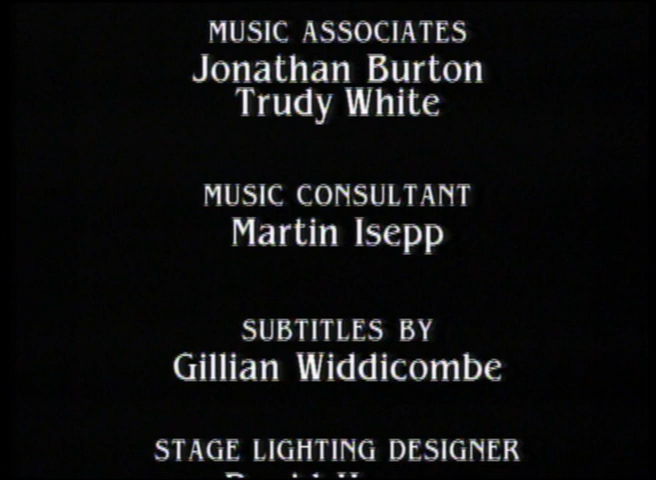 MUSIC ASSOCIATES
Jonathan Burton
Trudy White
MUSIC CONSULTANT
Martin Isepp
SUBTITLES BY
Gillian Widdicombe
STAGE LIGHTING DESIGNER